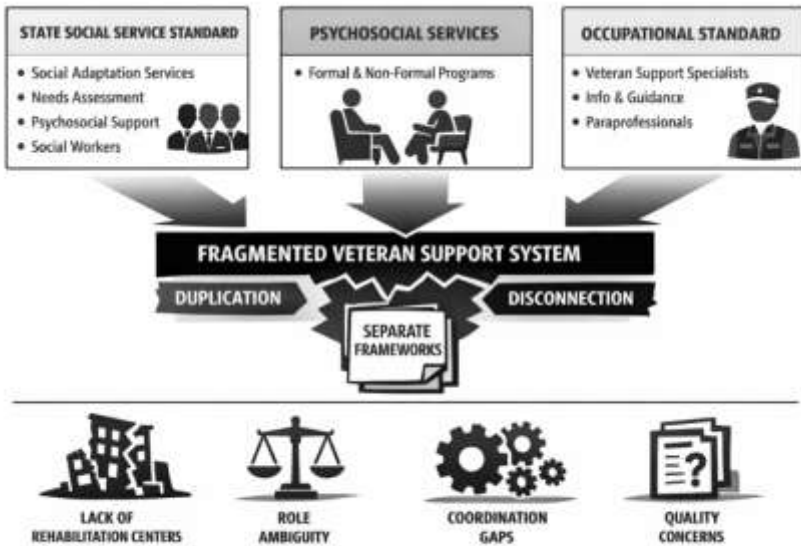 STATE SOCIAL SERVICE STANDARD
• Social Adaptation Services
• Needs Assessment
• Psychosocial Support
• Social Workers
PSYCHOSOCIAL SERVICES
• Formal & Non-Formal Programs
OCCUPATIONAL STANDARD
• Veteran Support Specialists
• Info & Guidance
• Paraprofessionals
FRAGMENTED VETERAN SUPPORT SYSTEM
DUPLICATION
DISCONNECTION
SEPARATE
FRAMEWORKS
LACK OF
REHABILITATION CENTERS
ROLE
AMBIGUITY
COORDINATION
GAPS
?
QUALITY
CONCERNS